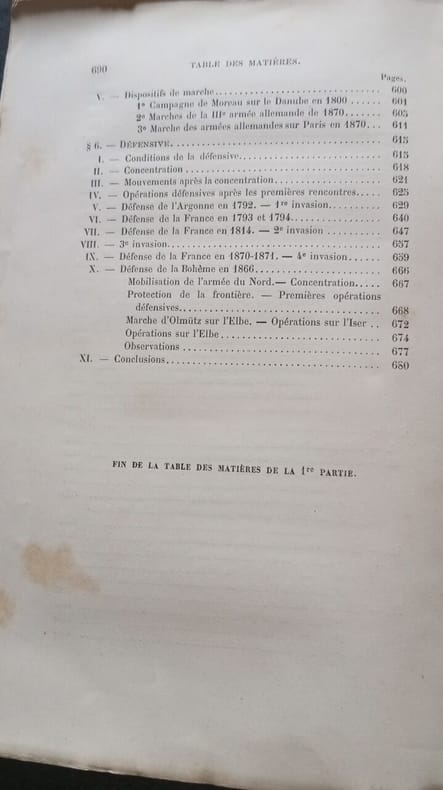 690 TABLE DES MATIÈRES.
Pages.
V. — Dispositifs de marche.............................. 600
1º Campagne de Moreau sur le Danube en 1800 ...... 601
2º Marches de la IIIe armée allemande de 1870....... 605
3º Marche des armées allemandes sur Paris en 1870... 611
§ 6. — DÉFENSIVE.................................... 615
I. — Conditions de la défensive......................... 615
II. — Concentration ................................... 618
III. — Mouvements après la concentration................... 621
IV. — Opérations défensives après les premières rencontres.... 625
V. — Défense de l'Argonne en 1792. — 1re invasion......... 629
VI. — Défense de la France en 1793 et 1794................ 640
VII. — Défense de la France en 1814. — 2e invasion .......... 647
VIII. — 3e invasion....................................... 657
IX. — Défense de la France en 1870-1871. — 4e invasion...... 659
X. — Défense de la Bohême en 1866...................... 666
Mobilisation de l'armée du Nord. — Concentration..... 667
Protection de la frontière. — Premières opérations
défensives..................................... 668
Marche d'Olmütz sur l'Elbe. — Opérations sur l'Iser .. 672
Opérations sur l'Elbe............................. 674
Observations .................................... 677
XI. — Conclusions....................................... 680
FIN DE LA TABLE DES MATIÈRES DE LA 1re PARTIE.